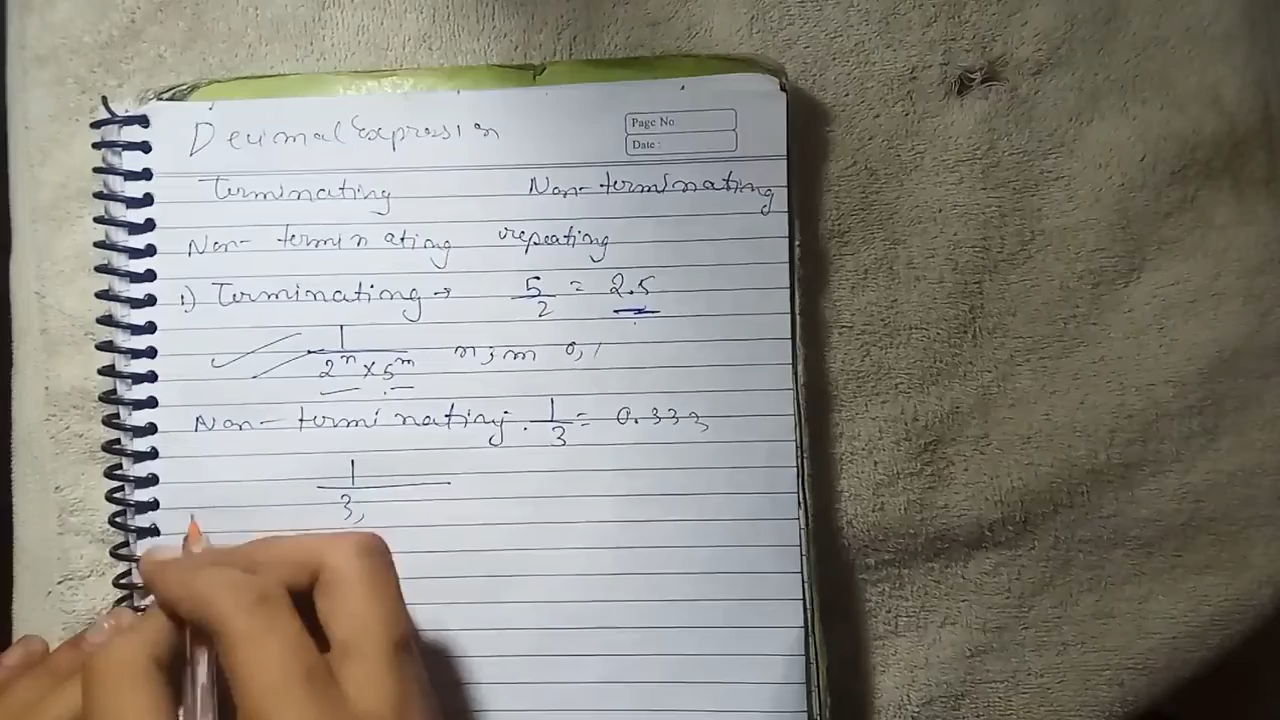 Decimal Expression
Page No
Date :
Terminating Non-terminating
Non-terminating repeating
1) Terminating → 5/2 = 2.5
1/2ⁿ × 5ᵐ n, m 0, 1
Non-terminating. 1/3 = 0.333
1/3,